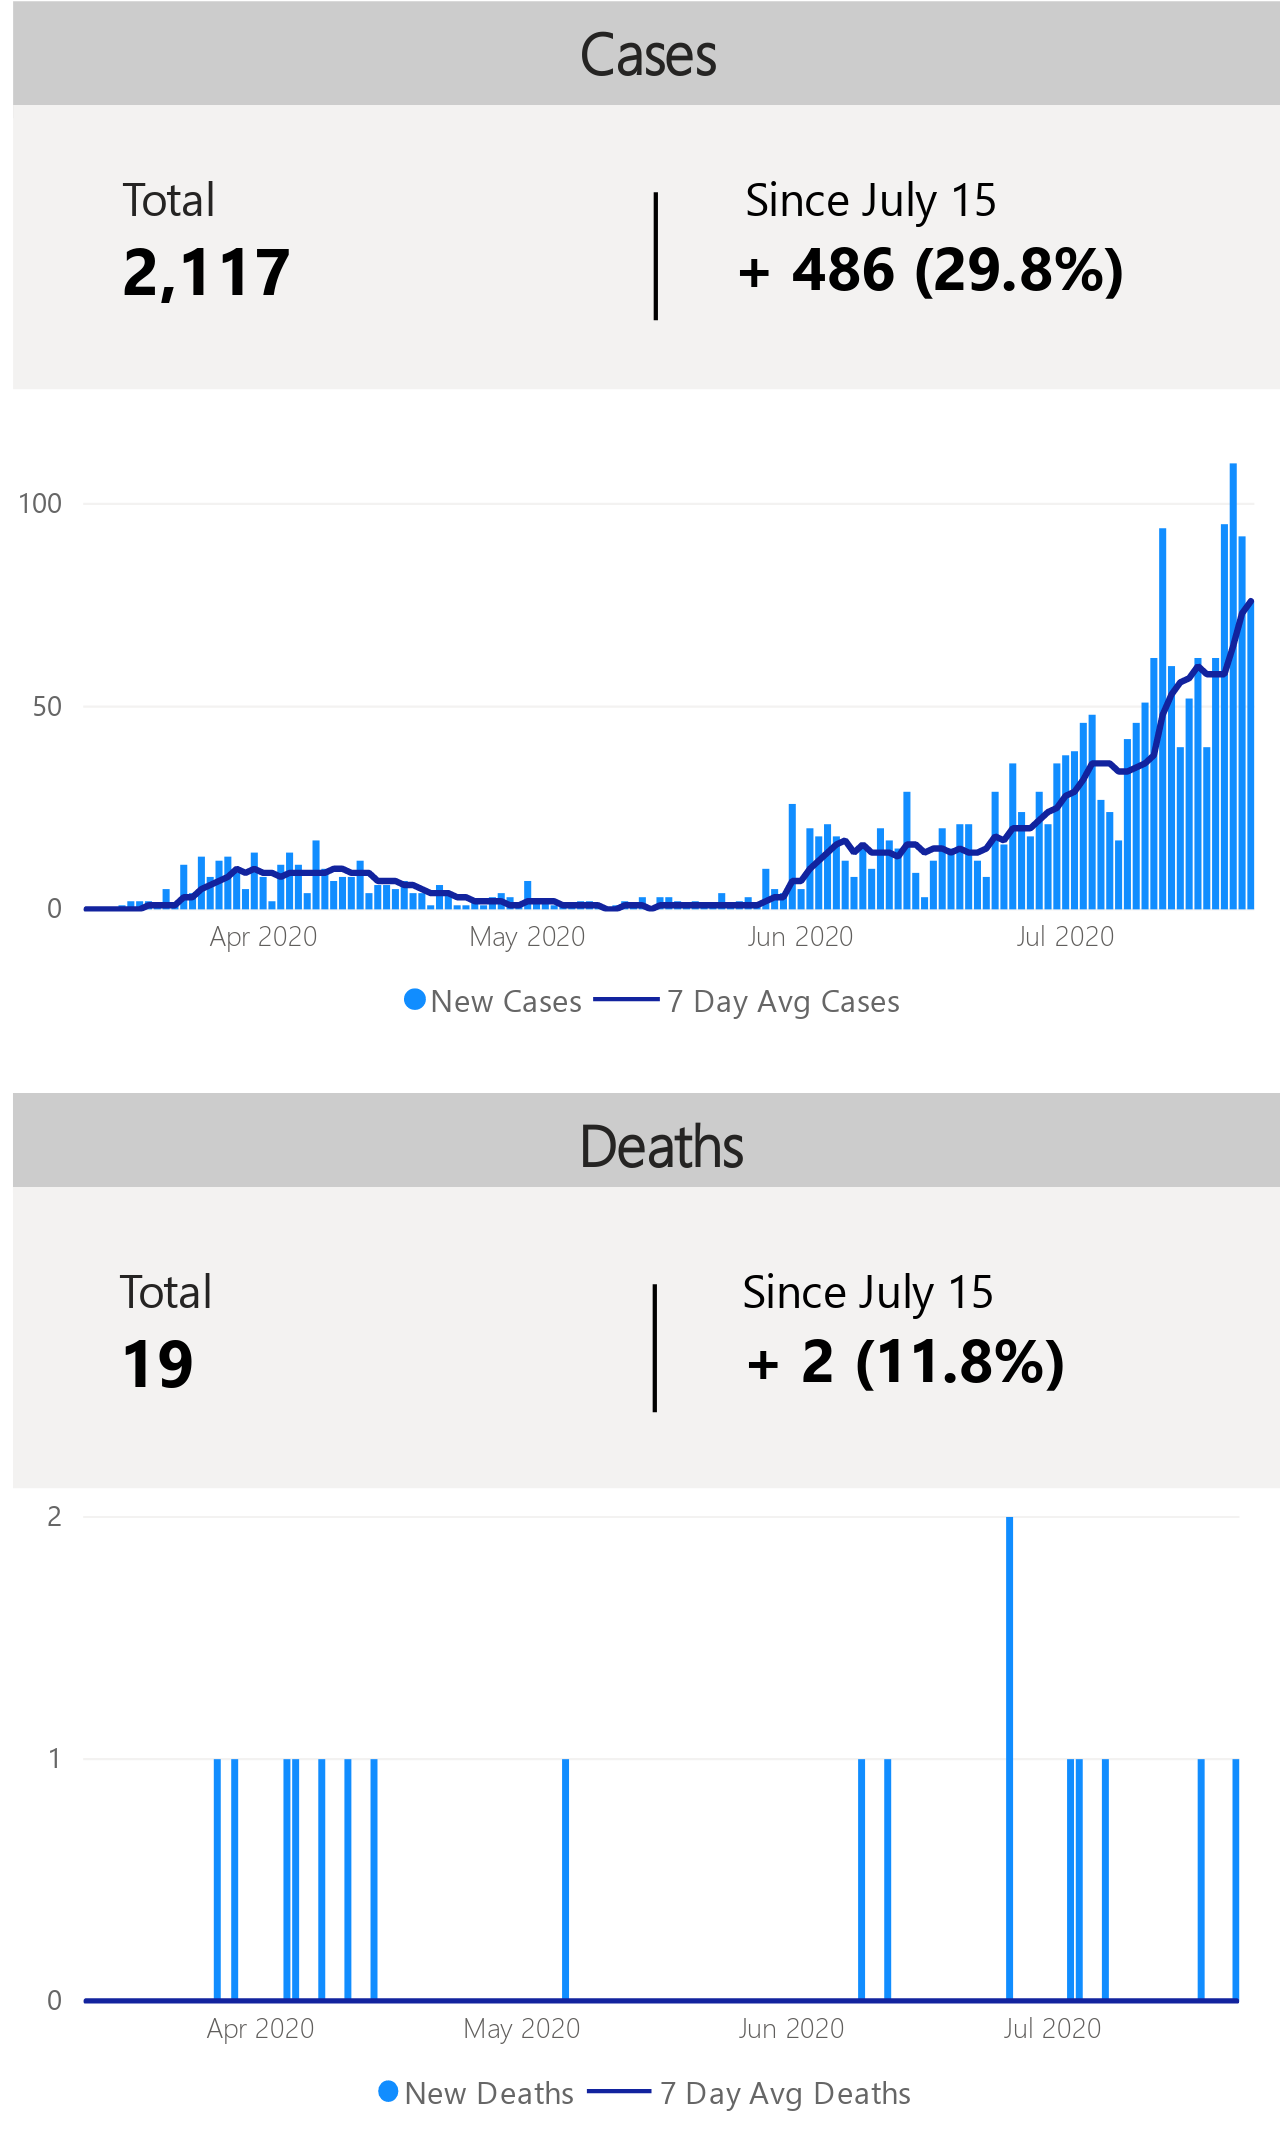 Cases
Total
2,117
Since July 15
+ 486 (29.8%)
100
50
0
Apr 2020
May 2020
Jun 2020
Jul 2020
New Cases
7 Day Avg Cases
Deaths
Total
19
Since July 15
+ 2 (11.8%)
2
1
0
Apr 2020
May 2020
Jun 2020
Jul 2020
New Deaths
7 Day Avg Deaths